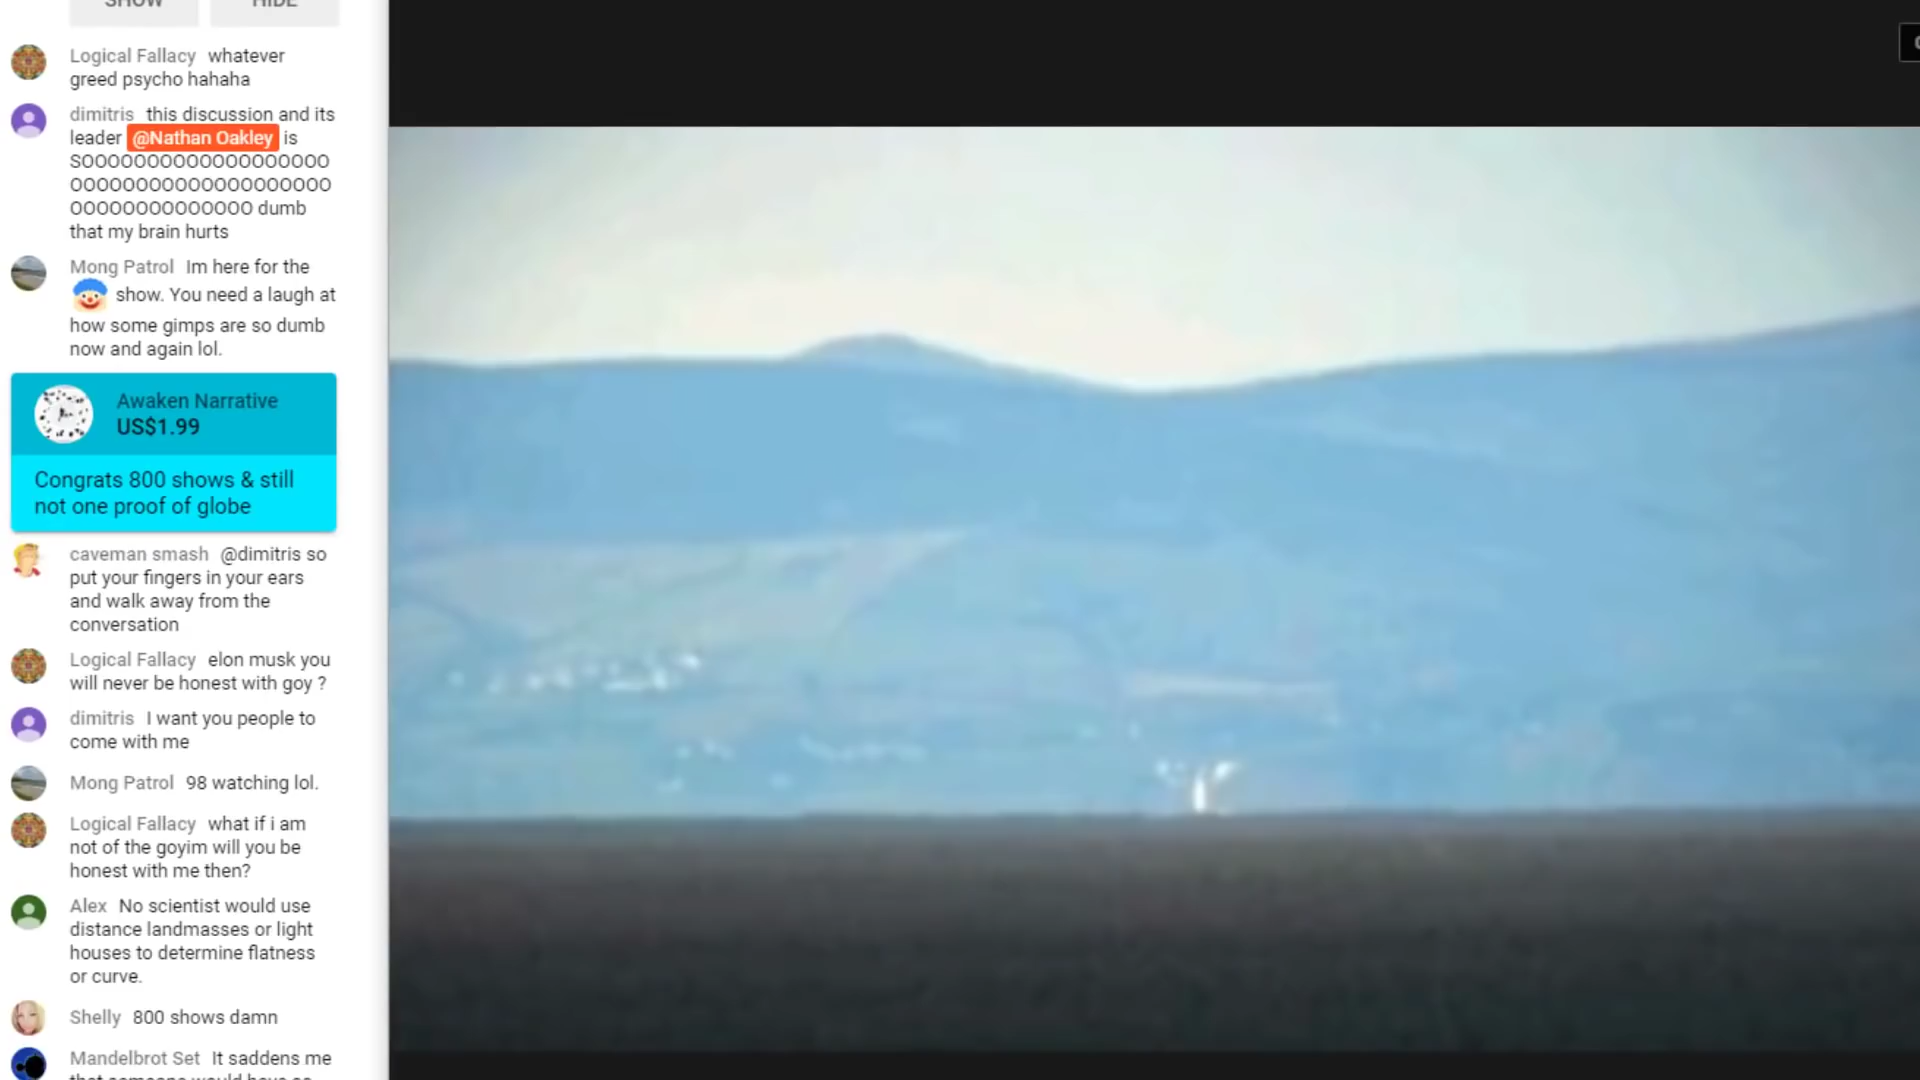 SHOW HIDE
Logical Fallacy whatever
greed psycho hahaha
dimitris this discussion and its
leader @Nathan Oakley is
SOOOOOOOOOOOOOOOOOOO
OOOOOOOOOOOOOOOOOOOO
OOOOOOOOOOOOOO dumb
that my brain hurts
Mong Patrol Im here for the
show. You need a laugh at
how some gimps are so dumb
now and again lol.
Awaken Narrative
US$1.99
Congrats 800 shows & still
not one proof of globe
caveman smash @dimitris so
put your fingers in your ears
and walk away from the
conversation
Logical Fallacy elon musk you
will never be honest with goy ?
dimitris I want you people to
come with me
Mong Patrol 98 watching lol.
Logical Fallacy what if i am
not of the goyim will you be
honest with me then?
Alex No scientist would use
distance landmasses or light
houses to determine flatness
or curve.
Shelly 800 shows damn
Mandelbrot Set It saddens me
that someone would have so